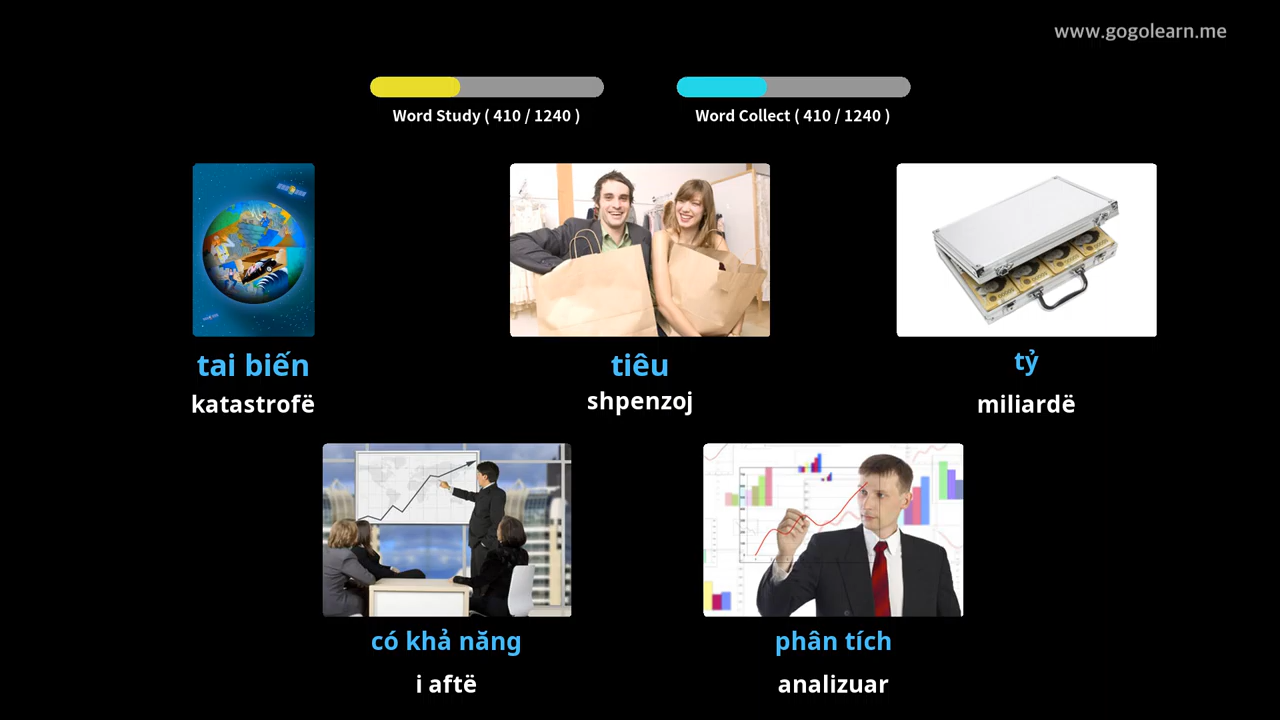 www.gogolearn.me
Word Study ( 410 / 1240 )
Word Collect ( 410 / 1240 )
tai biến
katastrofë
tiêu
shpenzoj
tỷ
miliardë
có khả năng
i aftë
phân tích
analizuar